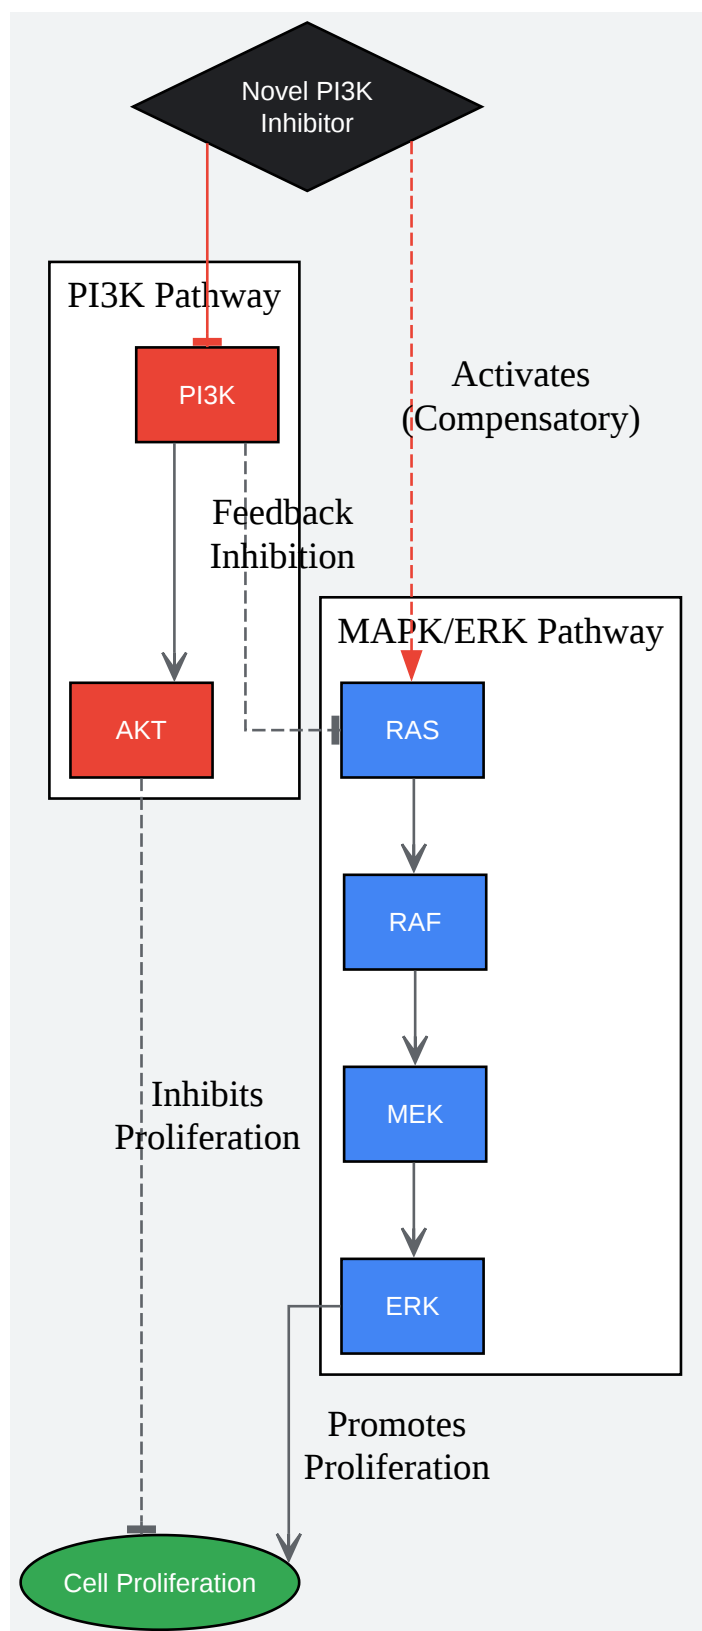 Novel PI3K
Inhibitor
PI3K Pathway
PI3K
Activates
(Compensatory)
Feedback
Inhibition
MAPK/ERK Pathway
AKT
RAS
RAF
MEK
Inhibits
Proliferation
ERK
Promotes
Proliferation
Cell Proliferation